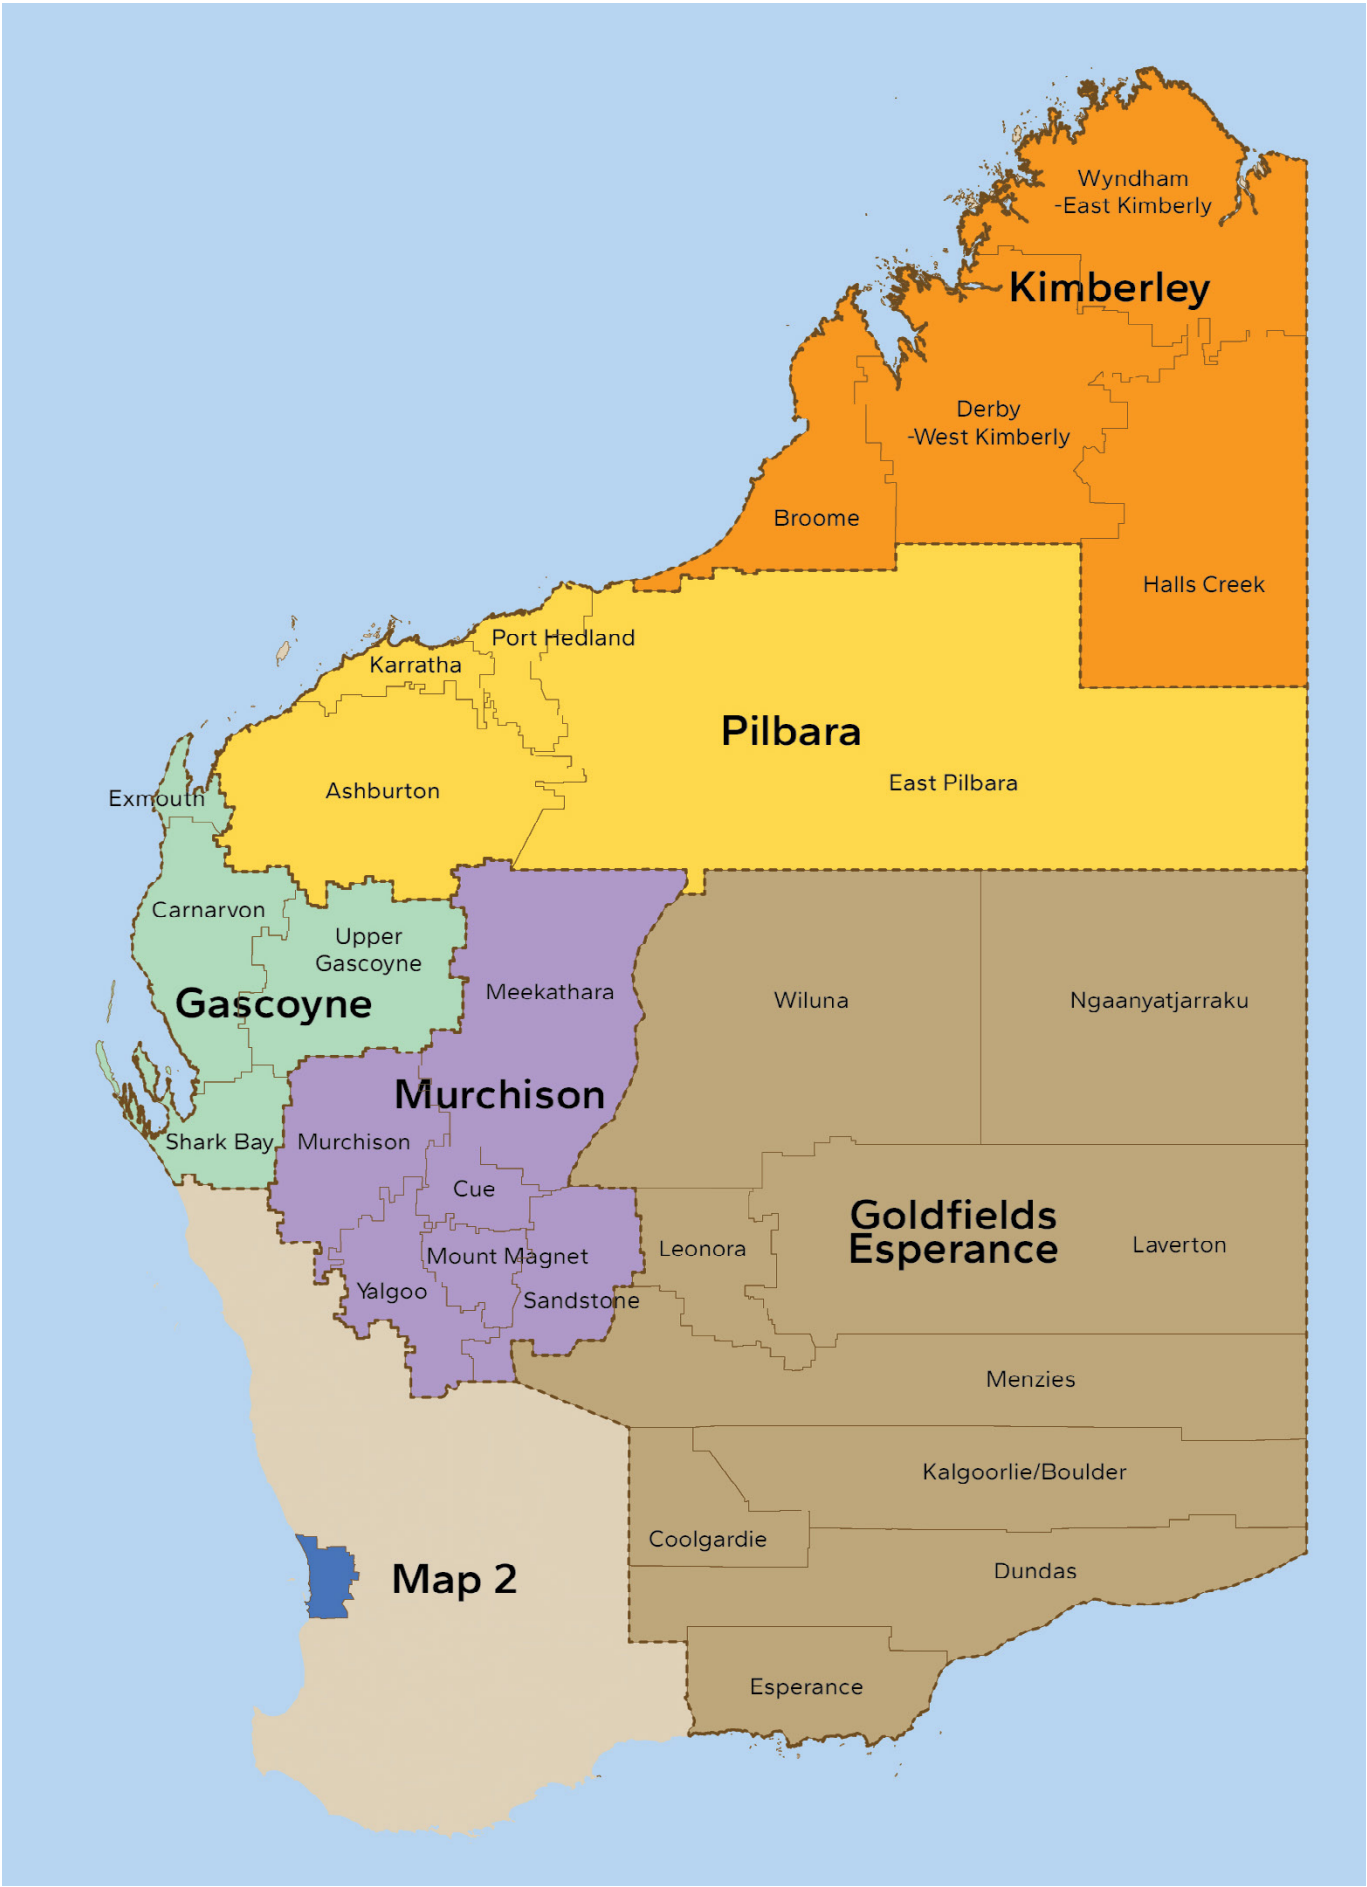 Wyndham
-East Kimberly
Kimberley
Derby
-West Kimberly
Broome
Halls Creek
Port Hedland
Karratha
Pilbara
East Pilbara
Ashburton
Exmouth
Carnarvon
Upper
Gascoyne
Gascoyne
Meekathara
Wiluna
Ngaanyatjarraku
Murchison
Shark Bay
Murchison
Cue
Goldfields
Esperance
Leonora
Laverton
Mount Magnet
Yalgoo
Sandstone
Menzies
Kalgoorlie/Boulder
Coolgardie
Map 2
Dundas
Esperance